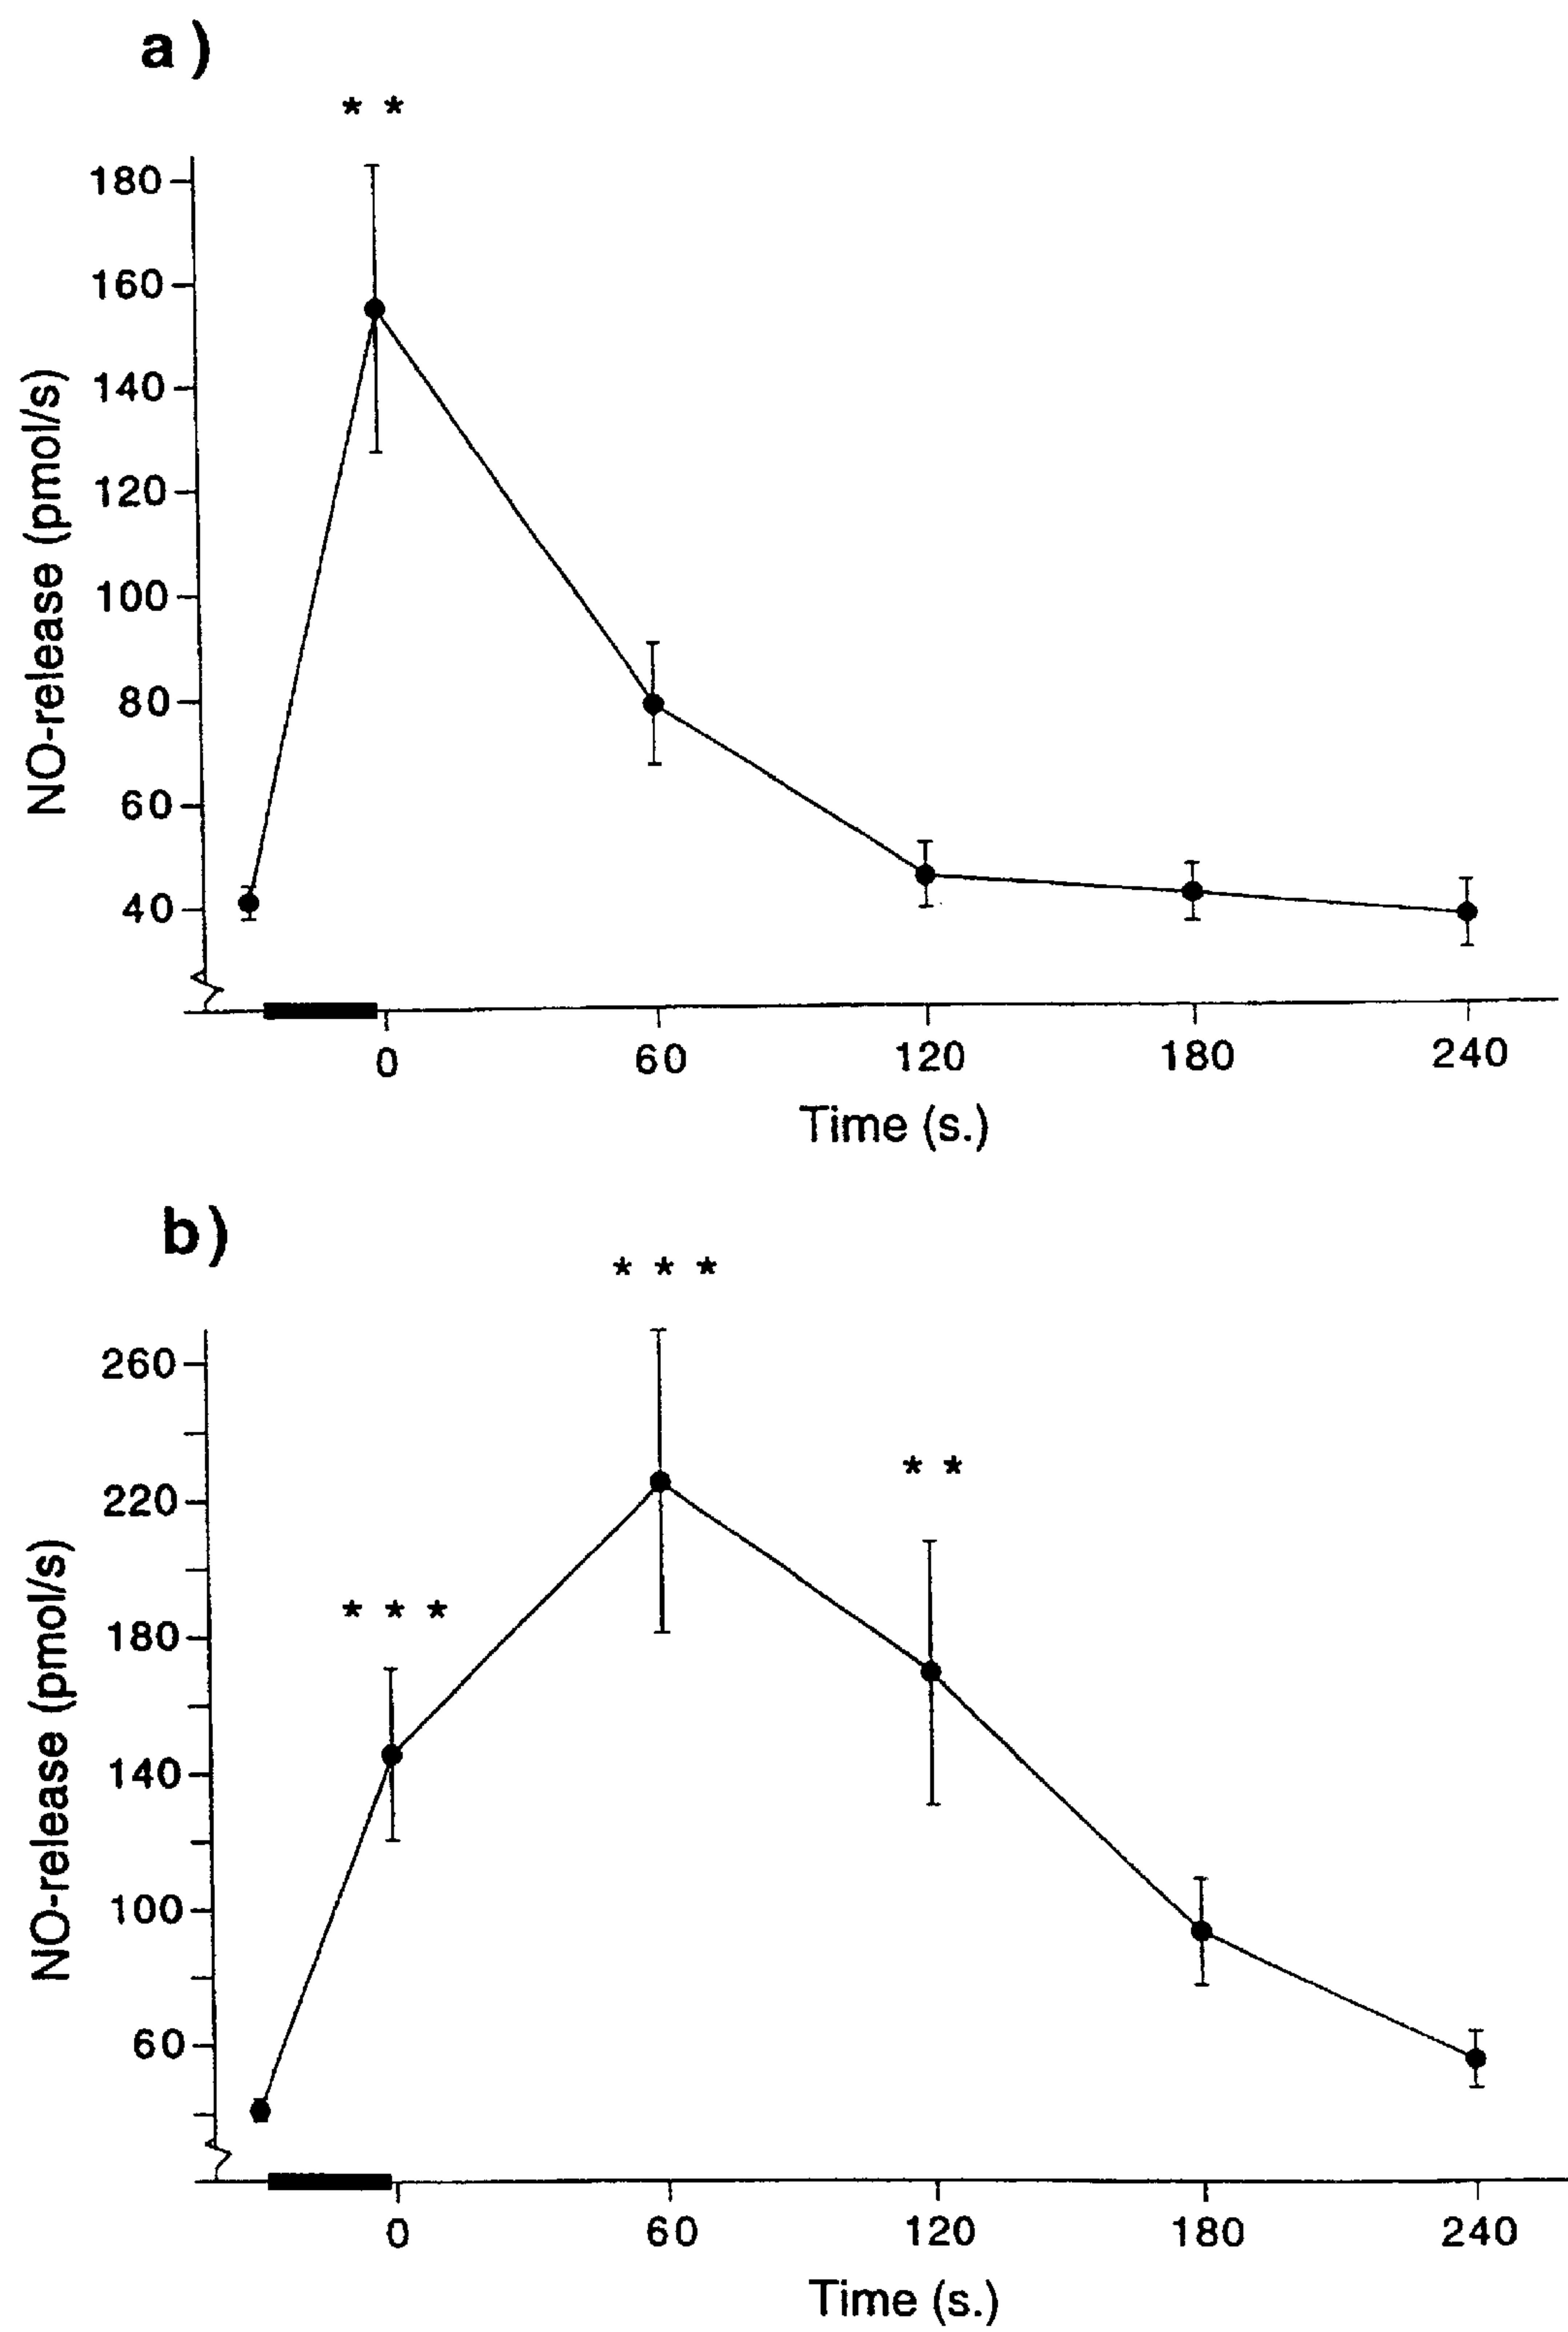 a)
* *
180
160
140
120
100
80
60
40
NO-release (pmol/s)
0 60 120 180 240
Time (s.)
b)
* * *
* *
* * *
260
220
180
140
100
60
NO-release (pmol/s)
0 60 120 180 240
Time (s.)